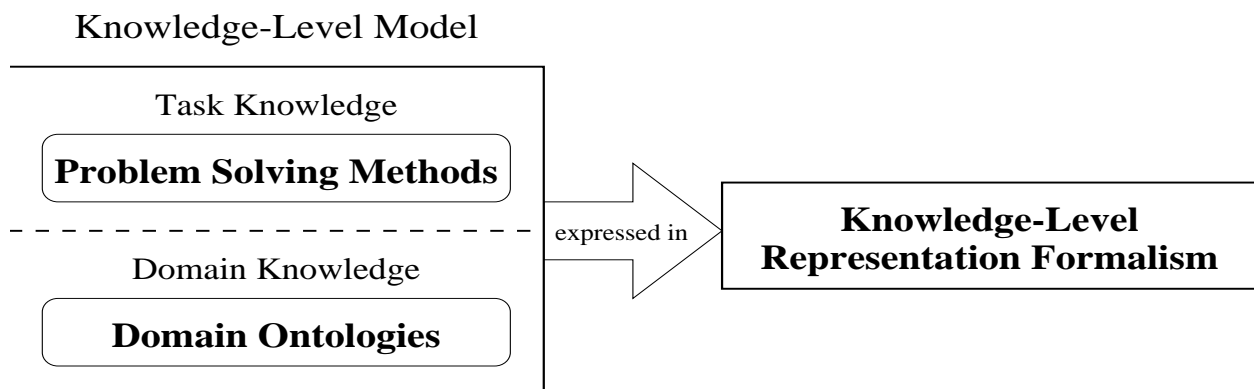 Knowledge-Level Model
Task Knowledge
Problem Solving Methods
Domain Knowledge
Domain Ontologies
expressed in
Knowledge-Level
Representation Formalism